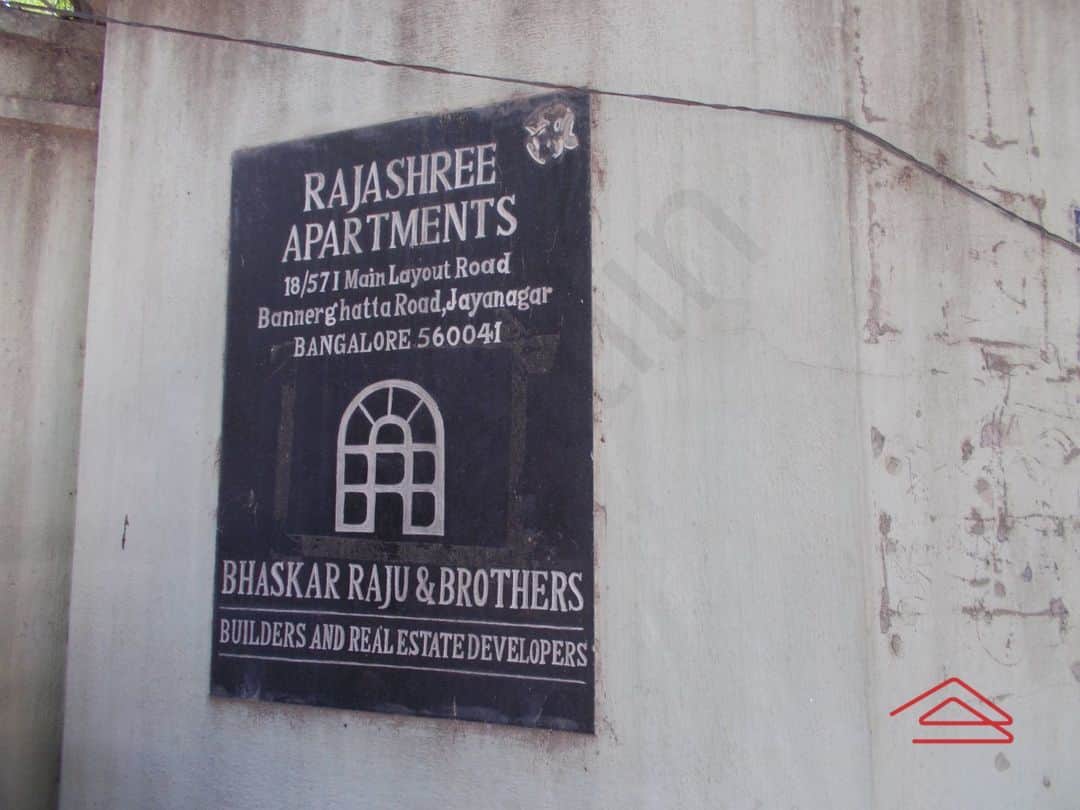 RAJASHREE
APARTMENTS
18/57 I Main Layout Road
Bannerghatta Road, Jayanagar
BANGALORE 560041
BHASKAR RAJU & BROTHERS
BUILDERS AND REAL ESTATE DEVELOPERS